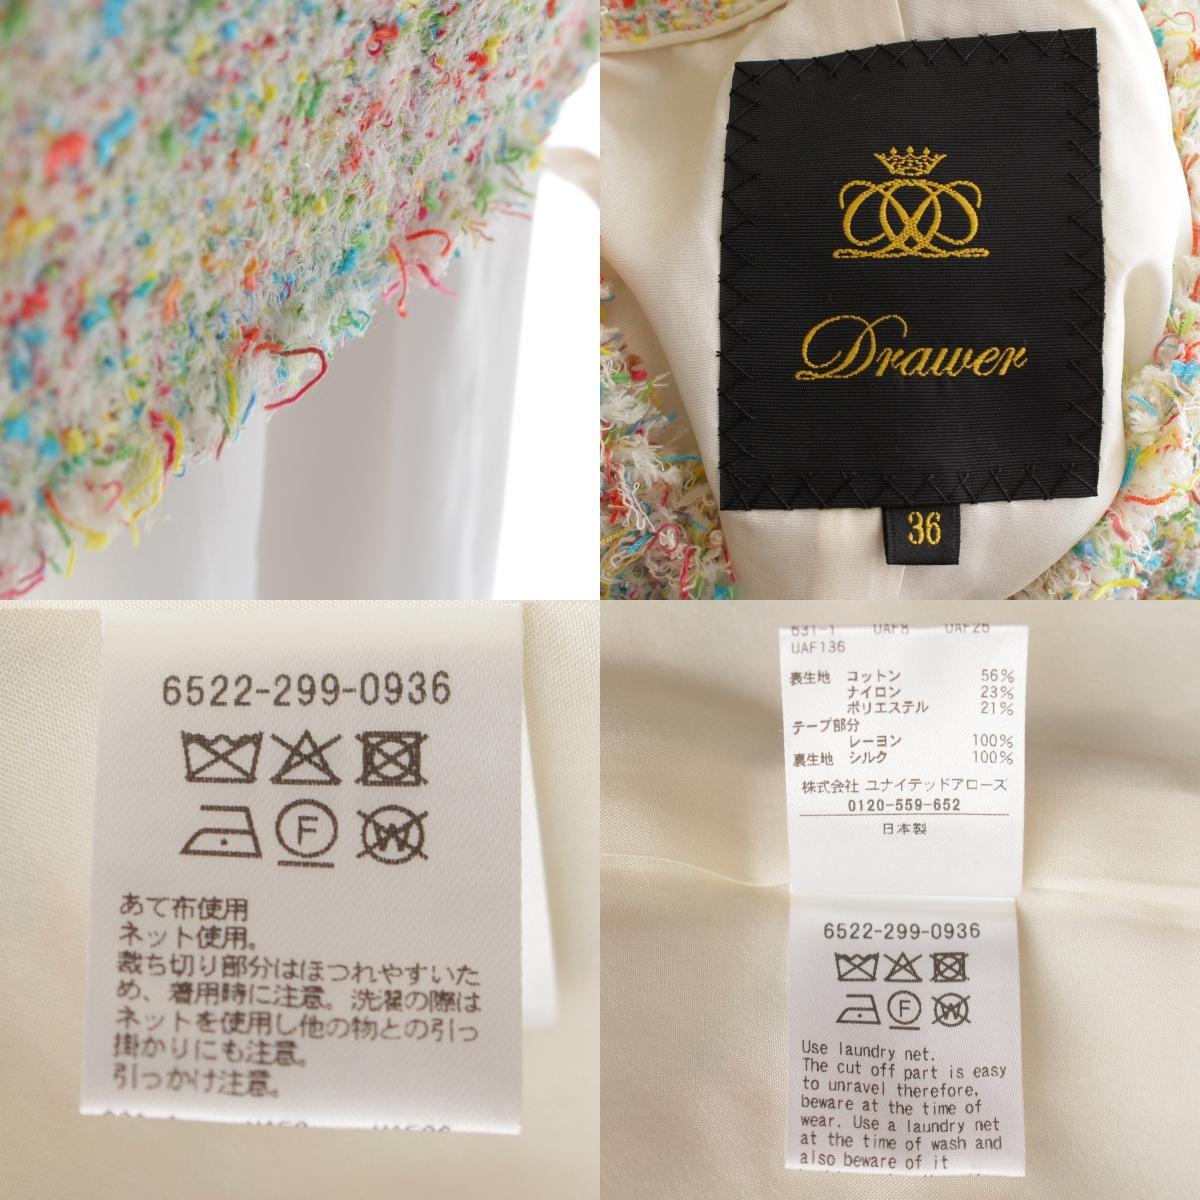 Drawer
36
6522-299-0936
F
W
あて布使用
ネット使用。
裁ち切り部分はほつれやすいた
め、着用時に注意。洗濯の際は
ネットを使用し他の物との引っ
掛かりにも注意。
引っかけ注意。
631-1 UAF8 UAF26
UAF136
表生地 コットン 56%
ナイロン 23%
ポリエステル 21%
テープ部分
レーヨン 100%
裏生地 シルク 100%
株式会社 ユナイテッドアローズ
0120-559-652
日本製
6522-299-0936
F
W
Use laundry net.
The cut off part is easy
to unravel therefore,
beware at the time of
wear. Use a laundry net
at the time of wash and
also beware of it